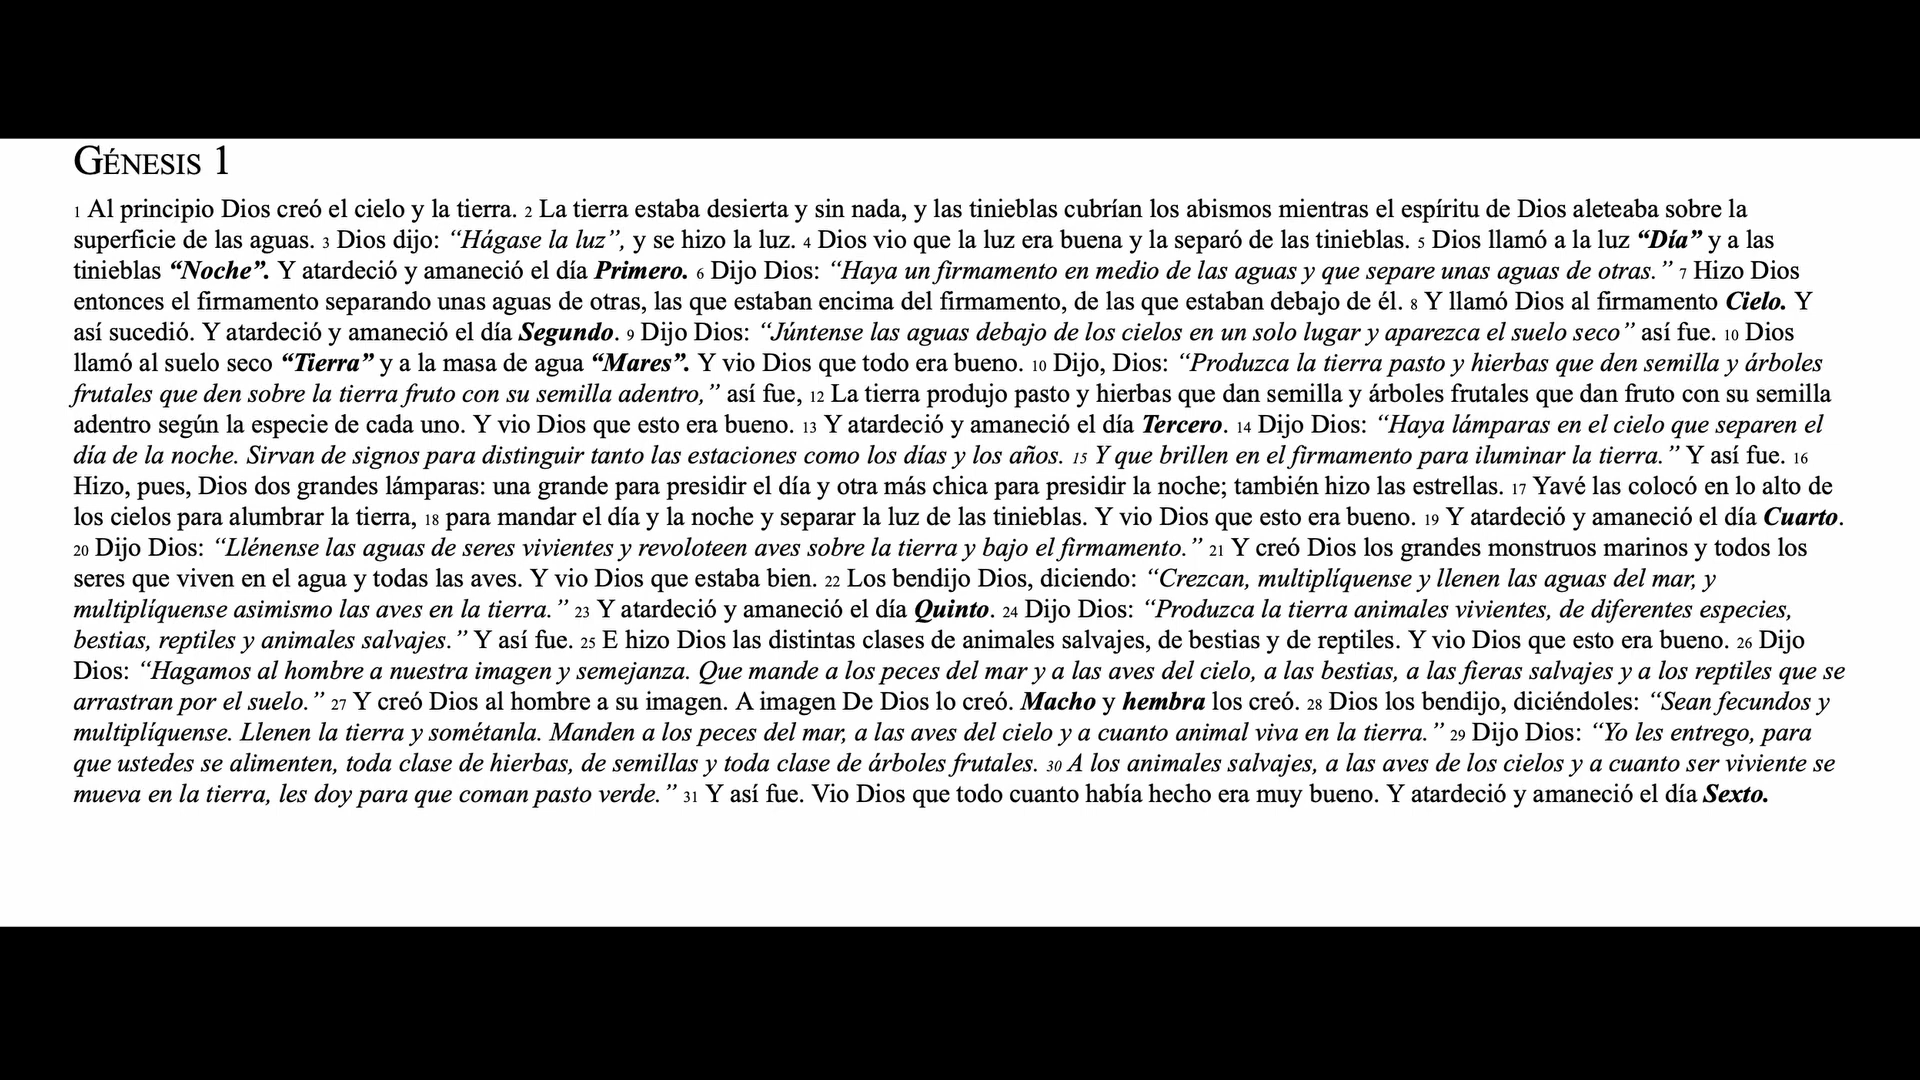 GÉNESIS 1
1 Al principio Dios creó el cielo y la tierra. 2 La tierra estaba desierta y sin nada, y las tinieblas cubrían los abismos mientras el espíritu de Dios aleteaba sobre la
superficie de las aguas. 3 Dios dijo: “Hágase la luz”, y se hizo la luz. 4 Dios vio que la luz era buena y la separó de las tinieblas. 5 Dios llamó a la luz “Día” y a las
tinieblas “Noche”. Y atardeció y amaneció el día Primero. 6 Dijo Dios: “Haya un firmamento en medio de las aguas y que separe unas aguas de otras.” 7 Hizo Dios
entonces el firmamento separando unas aguas de otras, las que estaban encima del firmamento, de las que estaban debajo de él. 8 Y llamó Dios al firmamento Cielo. Y
así sucedió. Y atardeció y amaneció el día Segundo. 9 Dijo Dios: “Júntense las aguas debajo de los cielos en un solo lugar y aparezca el suelo seco” así fue. 10 Dios
llamó al suelo seco “Tierra” y a la masa de agua “Mares”. Y vio Dios que todo era bueno. 10 Dijo, Dios: “Produzca la tierra pasto y hierbas que den semilla y árboles
frutales que den sobre la tierra fruto con su semilla adentro,” así fue, 12 La tierra produjo pasto y hierbas que dan semilla y árboles frutales que dan fruto con su semilla
adentro según la especie de cada uno. Y vio Dios que esto era bueno. 13 Y atardeció y amaneció el día Tercero. 14 Dijo Dios: “Haya lámparas en el cielo que separen el
día de la noche. Sirvan de signos para distinguir tanto las estaciones como los días y los años. 15 Y que brillen en el firmamento para iluminar la tierra.” Y así fue. 16
Hizo, pues, Dios dos grandes lámparas: una grande para presidir el día y otra más chica para presidir la noche; también hizo las estrellas. 17 Yavé las colocó en lo alto de
los cielos para alumbrar la tierra, 18 para mandar el día y la noche y separar la luz de las tinieblas. Y vio Dios que esto era bueno. 19 Y atardeció y amaneció el día Cuarto.
20 Dijo Dios: “Llénense las aguas de seres vivientes y revoloteen aves sobre la tierra y bajo el firmamento.” 21 Y creó Dios los grandes monstruos marinos y todos los
seres que viven en el agua y todas las aves. Y vio Dios que estaba bien. 22 Los bendijo Dios, diciendo: “Crezcan, multiplíquense y llenen las aguas del mar, y
multiplíquense asimismo las aves en la tierra.” 23 Y atardeció y amaneció el día Quinto. 24 Dijo Dios: “Produzca la tierra animales vivientes, de diferentes especies,
bestias, reptiles y animales salvajes.” Y así fue. 25 E hizo Dios las distintas clases de animales salvajes, de bestias y de reptiles. Y vio Dios que esto era bueno. 26 Dijo
Dios: “Hagamos al hombre a nuestra imagen y semejanza. Que mande a los peces del mar y a las aves del cielo, a las bestias, a las fieras salvajes y a los reptiles que se
arrastran por el suelo.” 27 Y creó Dios al hombre a su imagen. A imagen De Dios lo creó. Macho y hembra los creó. 28 Dios los bendijo, diciéndoles: “Sean fecundos y
multiplíquense. Llenen la tierra y sométanla. Manden a los peces del mar, a las aves del cielo y a cuanto animal viva en la tierra.” 29 Dijo Dios: “Yo les entrego, para
que ustedes se alimenten, toda clase de hierbas, de semillas y toda clase de árboles frutales. 30 A los animales salvajes, a las aves de los cielos y a cuanto ser viviente se
mueva en la tierra, les doy para que coman pasto verde.” 31 Y así fue. Vio Dios que todo cuanto había hecho era muy bueno. Y atardeció y amaneció el día Sexto.